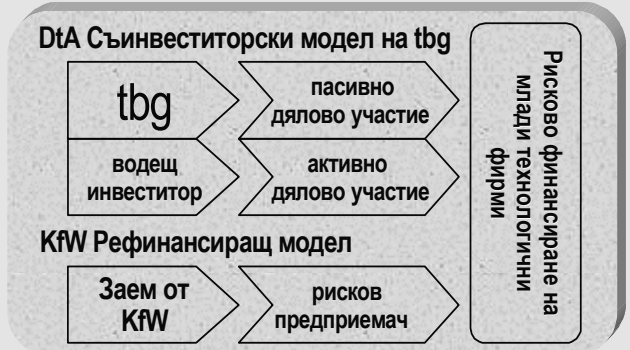 DtA Съинвеститорски модел на tbg
tbg
пасивно
дялово участие
водещ
инвеститор
активно
дялово участие
KfW Рефинансиращ модел
Заем от
KfW
рисков
предприемач
Рисково финансиране на
млади технологични
фирми